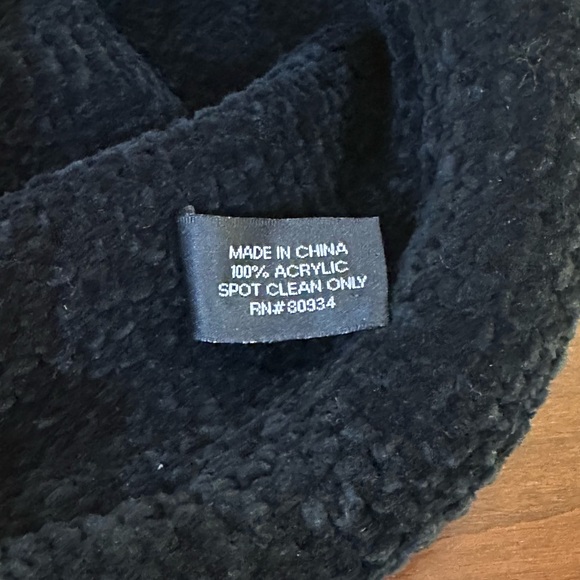 MADE IN CHINA
100% ACRYLIC
SPOT CLEAN ONLY
RN# 80934